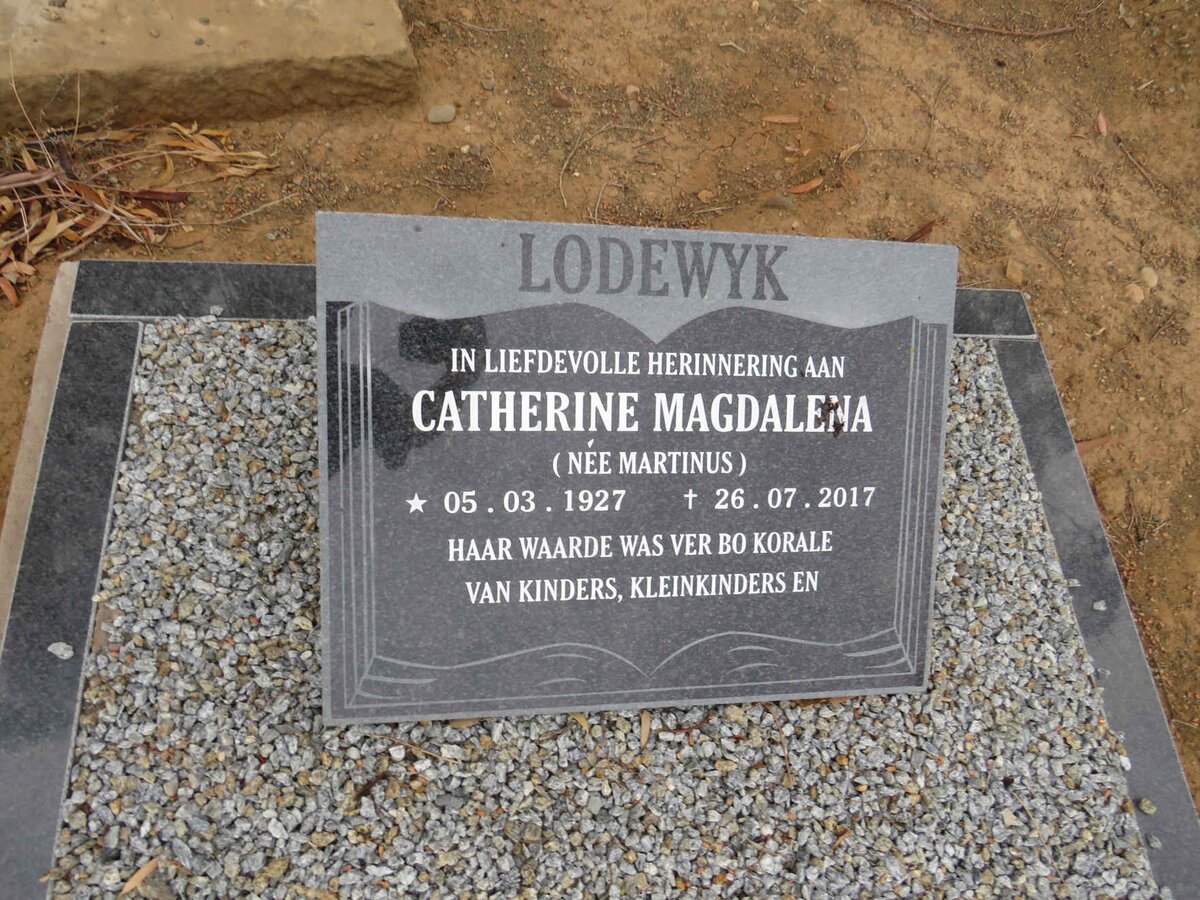 LODEWYK
IN LIEFDEVOLLE HERINNERING AAN
CATHERINE MAGDALENA
( NÉE MARTINUS )
★ 05 . 03 . 1927 † 26 . 07 . 2017
HAAR WAARDE WAS VER BO KORALE
VAN KINDERS, KLEINKINDERS EN